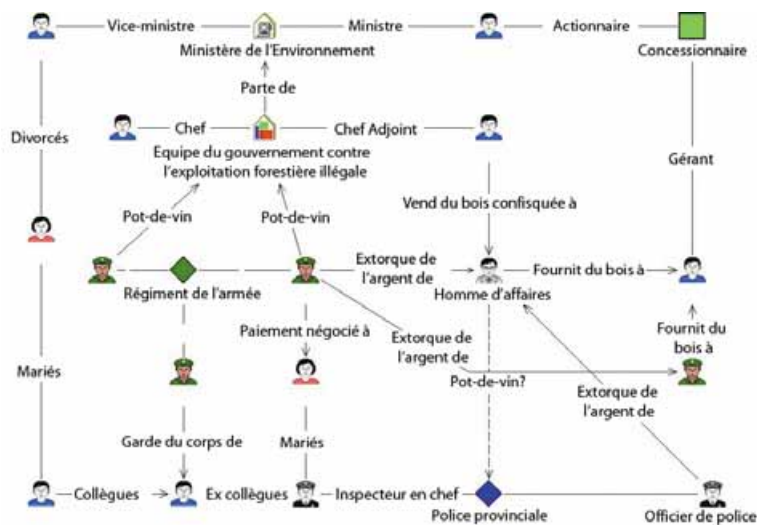 Vice-ministre
Ministre
Actionnaire
Ministère de l'Environnement
Concessionnaire
Parte de
Chef
Chef Adjoint
Divorcés
Equipe du gouvernement contre
l'exploitation forestière illégale
Gérant
Pot-de-vin
Pot-de-vin
Vend du bois confisquée à
Extorque de
l'argent de
Fournit du bois à
Régiment de l'armée
Homme d'affaires
Paiement négocié à
Extorque de
l'argent de
Fournit du
bois à
Mariés
Pot-de-vin?
Extorque de
l'argent de
Garde du corps de
Mariés
Collègues
Ex collègues
Inspecteur en chef
Police provinciale
Officier de police